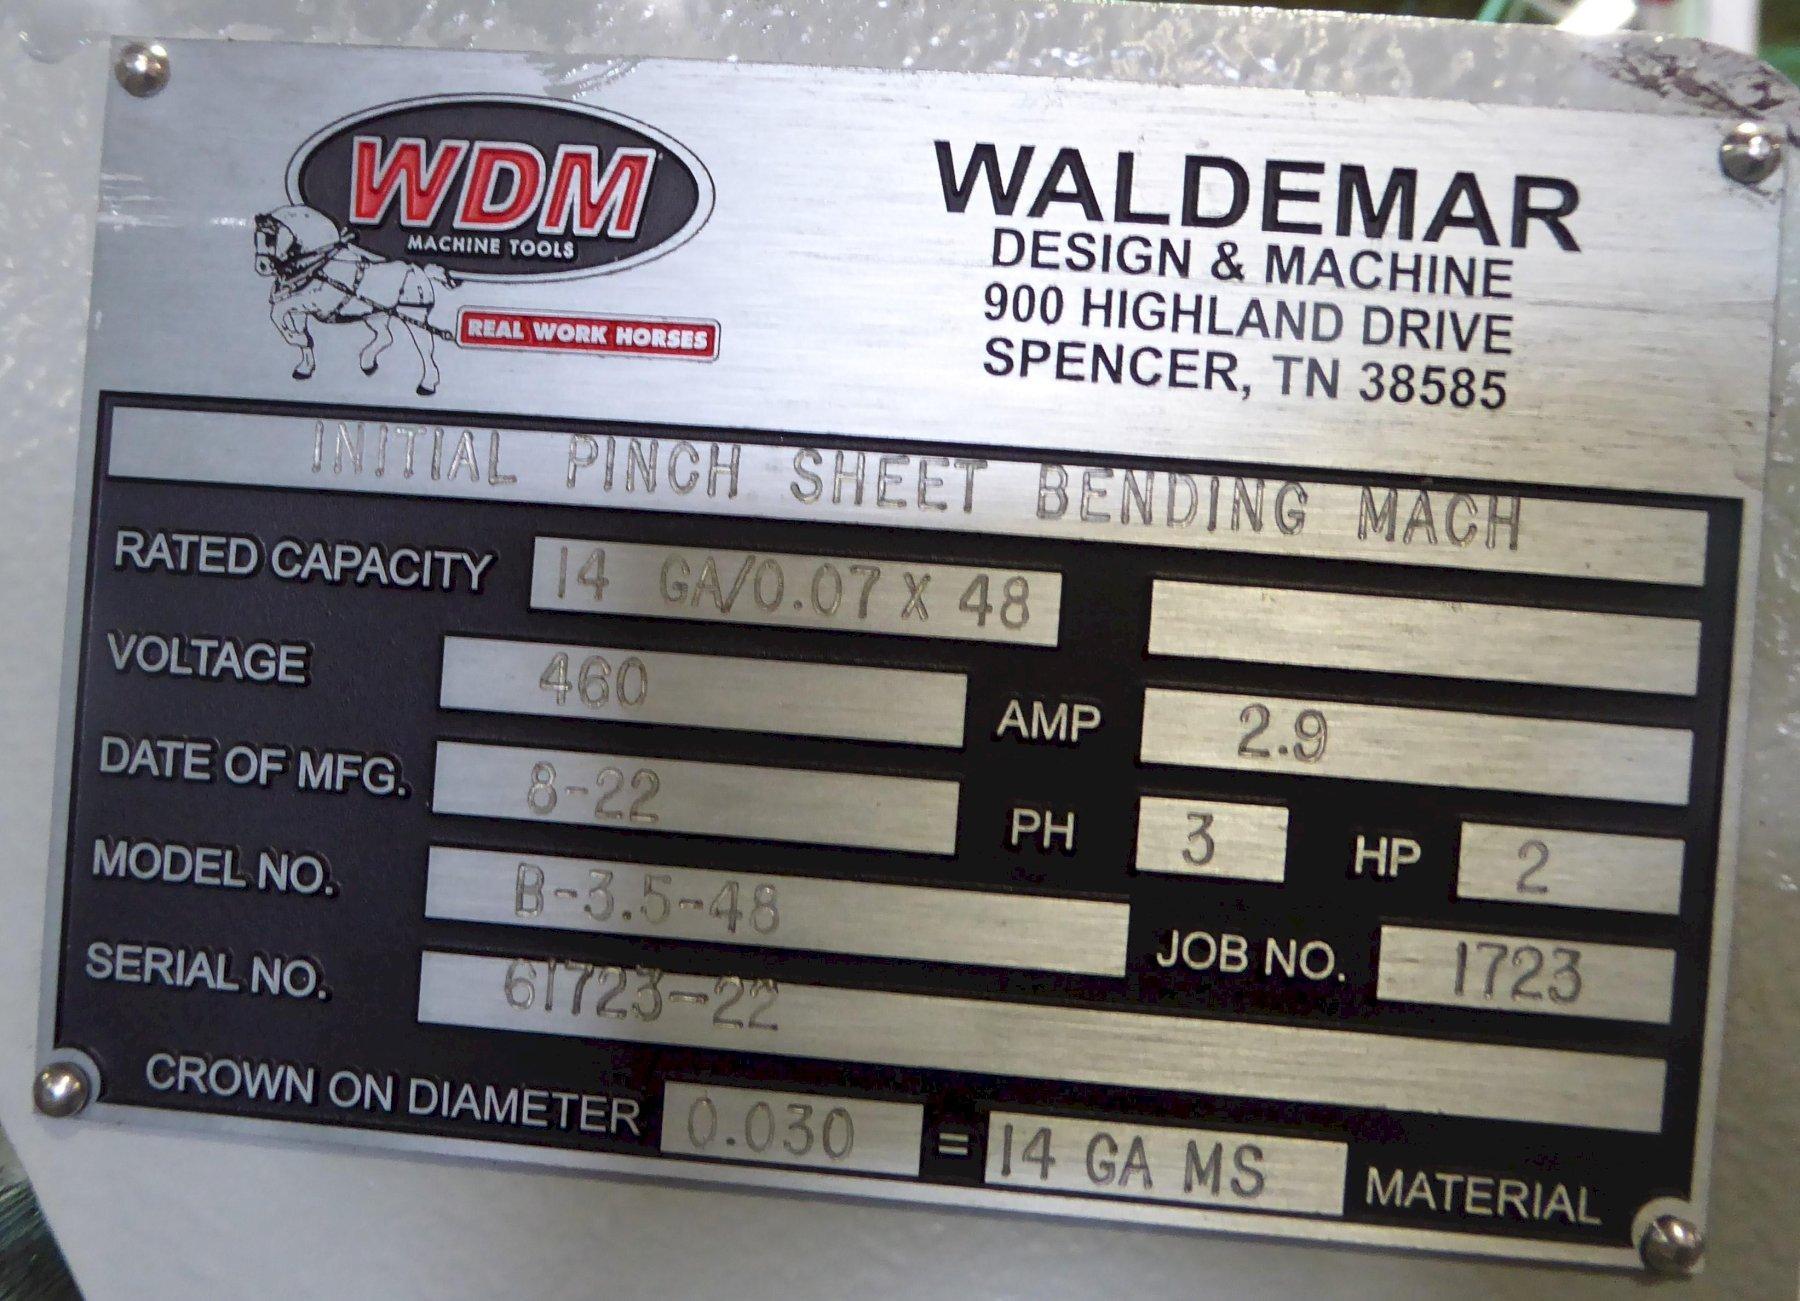 WDM
MACHINE TOOLS
REAL WORK HORSES
WALDEMAR
DESIGN & MACHINE
900 HIGHLAND DRIVE
SPENCER, TN 38585
INITIAL PINCH SHEET BENDING MACH
RATED CAPACITY 14 GA/0.07 X 48
VOLTAGE 460 AMP 2.9
DATE OF MFG. 8-22 PH 3 HP 2
MODEL NO. B-3.5-48 JOB NO. 1723
SERIAL NO. 61723-22
CROWN ON DIAMETER 0.030 = 14 GA MS MATERIAL